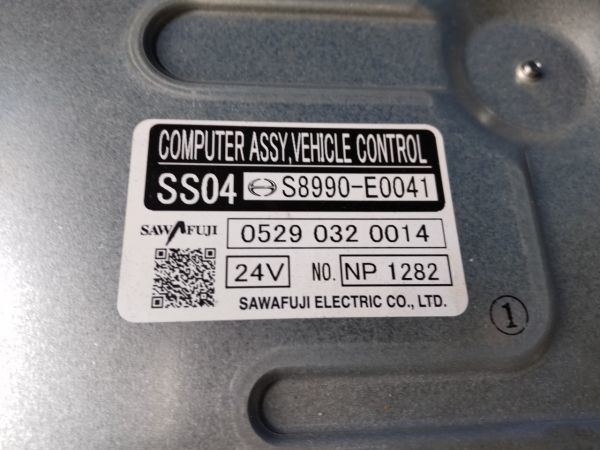 COMPUTER ASSY,VEHICLE CONTROL
SS04 S8990-E0041
SAWAFUJI 0529 032 0014
24V NO. NP 1282
SAWAFUJI ELECTRIC CO., LTD.
1